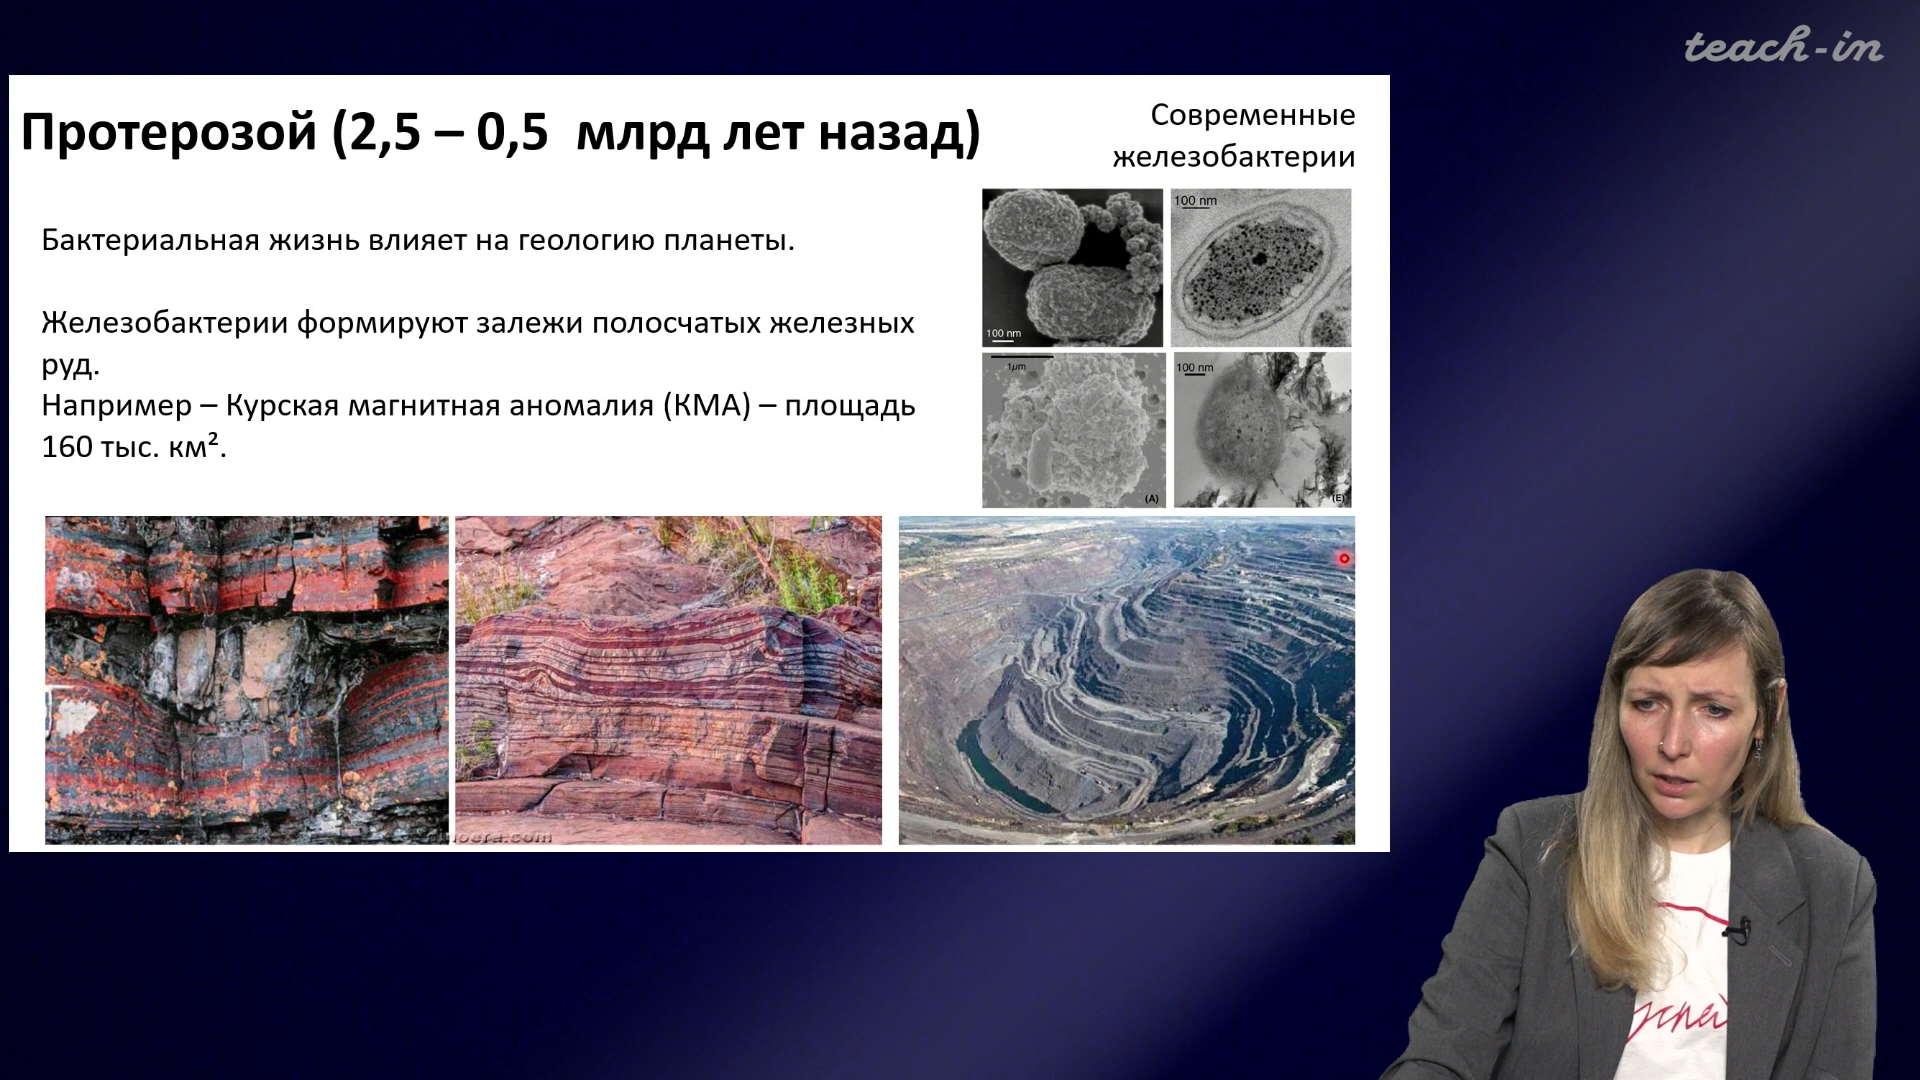 teach-in
Протерозой (2,5 – 0,5 млрд лет назад)
Современные
железобактерии
Бактериальная жизнь влияет на геологию планеты.
Железобактерии формируют залежи полосчатых железных
руд.
Например – Курская магнитная аномалия (КМА) – площадь
160 тыс. км².
100 nm
100 nm
1µm
(A)
100 nm
(E)